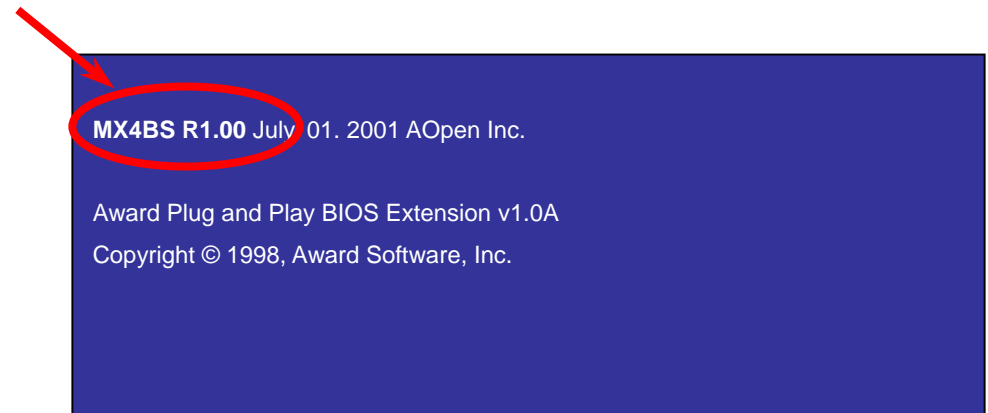 MX4BS R1.00 July. 01. 2001 AOpen Inc.
Award Plug and Play BIOS Extension v1.0A
Copyright © 1998, Award Software, Inc.